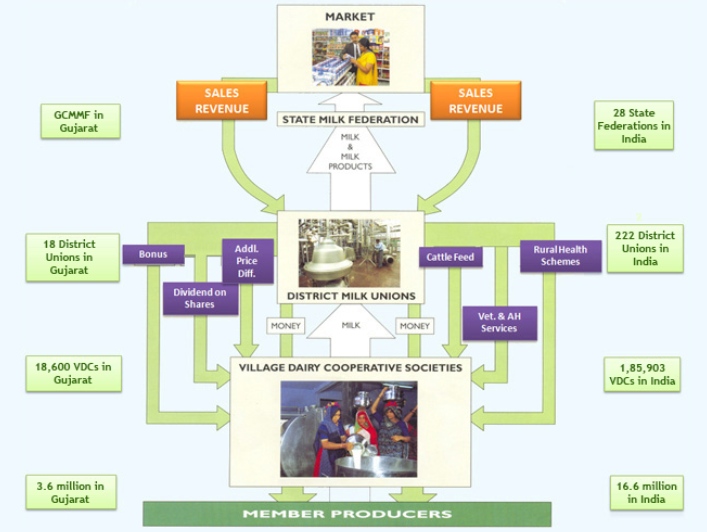 MARKET
SALES
REVENUE
SALES
REVENUE
GCMMF in
Gujarat
STATE MILK FEDERATION
28 State
Federations in
India
MILK
&
MILK
PRODUCTS
18 District
Unions in
Gujarat
Bonus
Addl.
Price
Diff.
Dividend on
Shares
DISTRICT MILK UNIONS
Cattle Feed
Rural Health
Schemes
Vet. & AH
Services
222 District
Unions in
India
MONEY
MILK
MONEY
18,600 VDCs in
Gujarat
VILLAGE DAIRY COOPERATIVE SOCIETIES
1,85,903
VDCs in India
3.6 million in
Gujarat
16.6 million
in India
MEMBER PRODUCERS